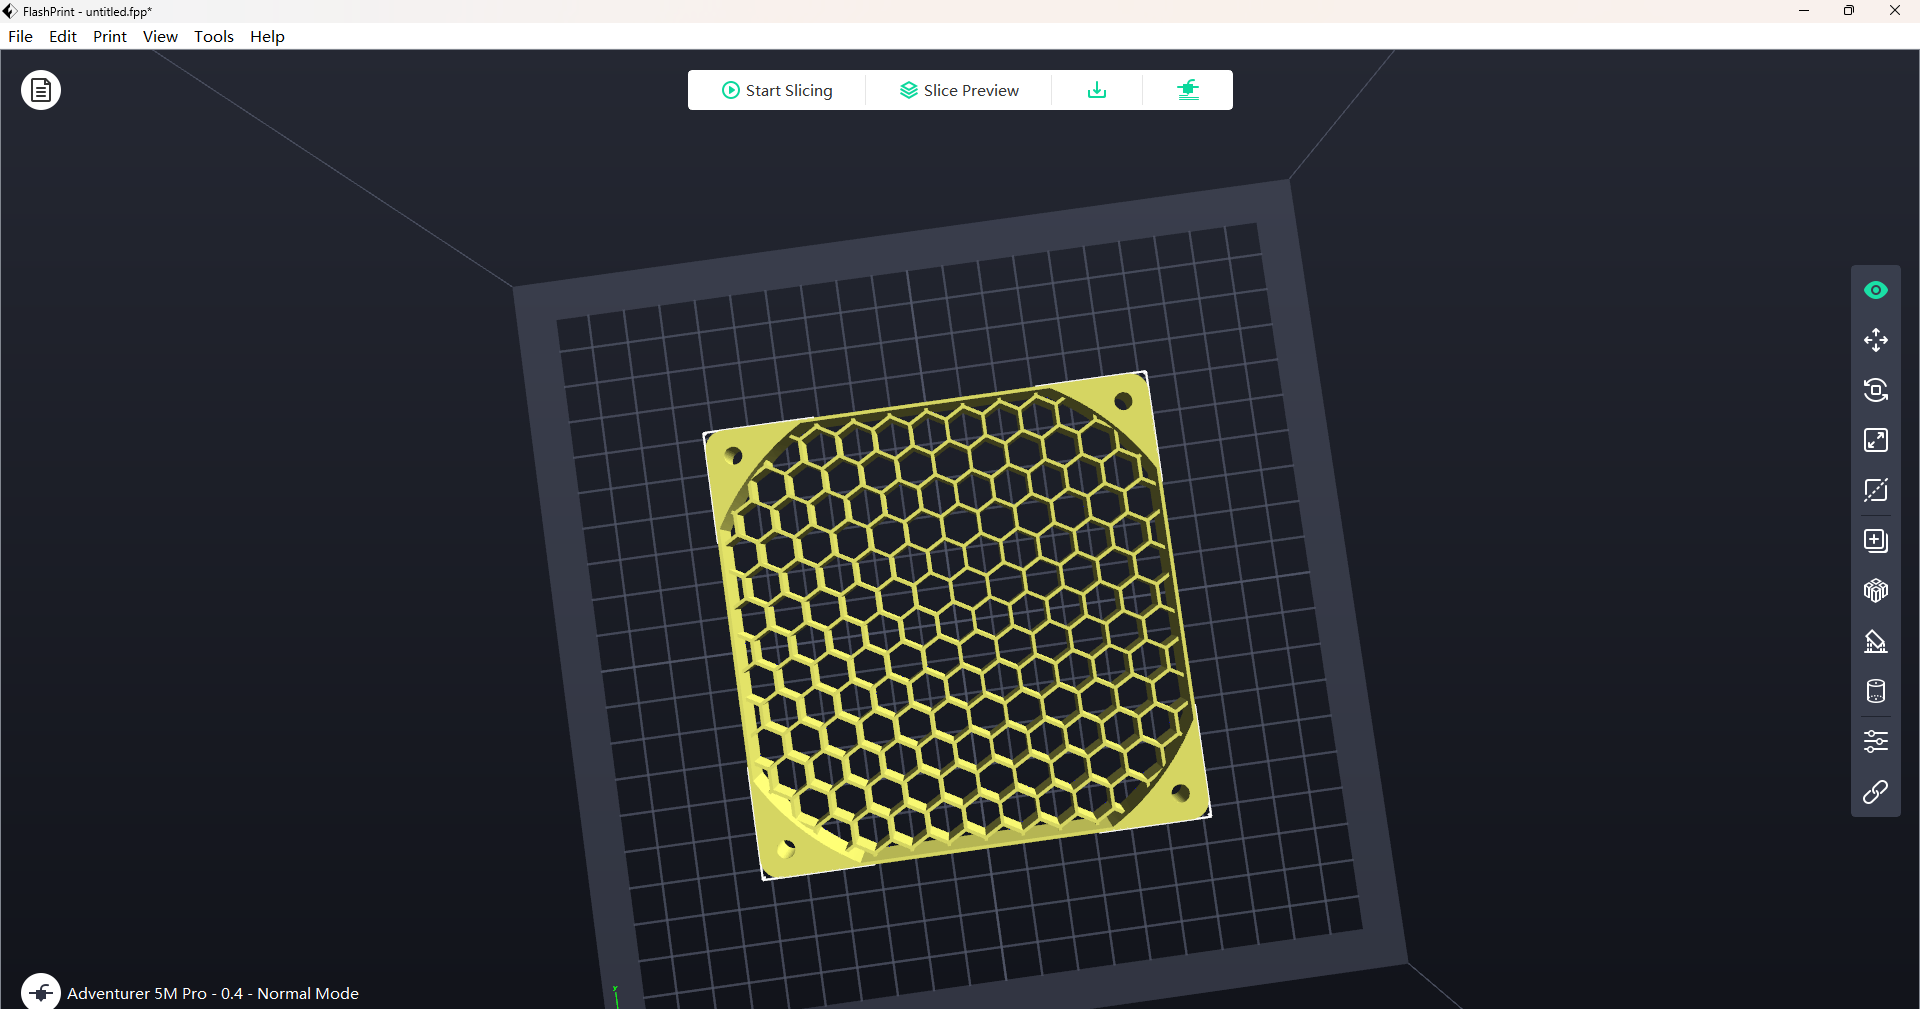 FlashPrint - untitled.fpp*
File Edit Print View Tools Help
Start Slicing Slice Preview
Adventurer 5M Pro - 0.4 - Normal Mode
Y